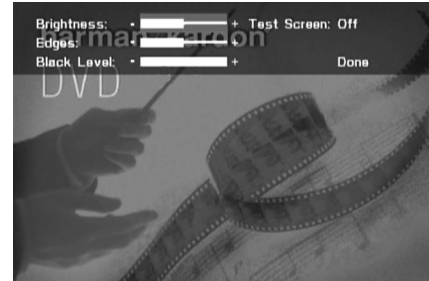 Brightness: - + Test Screen: Off
harman/kardon
Edges: - +
Black Level: - + Done
DVD